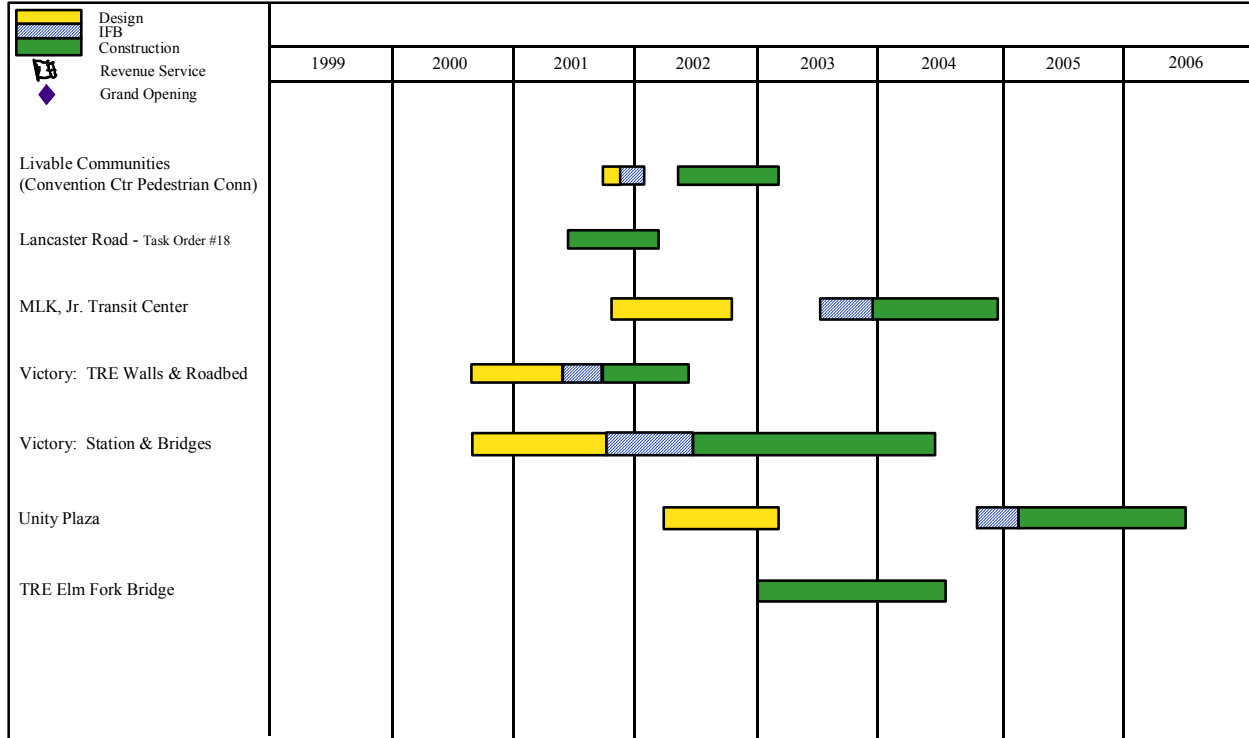 Design
IFB
Construction
Revenue Service
Grand Opening
1999 2000 2001 2002 2003 2004 2005 2006
Livable Communities
(Convention Ctr Pedestrian Conn)
Lancaster Road - Task Order #18
MLK, Jr. Transit Center
Victory: TRE Walls & Roadbed
Victory: Station & Bridges
Unity Plaza
TRE Elm Fork Bridge